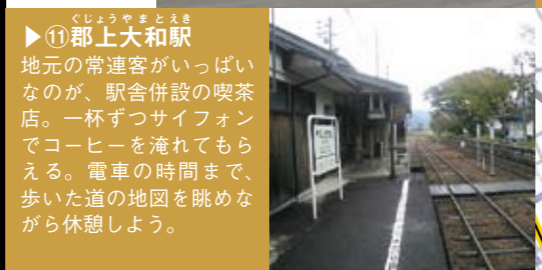 ぐじょうやまとえき
▶⑪郡上大和駅
地元の常連客がいっぱい
なのが、駅舎併設の喫茶
店。一杯ずつサイフォン
でコーヒーを淹れてもら
える。電車の時間まで、
歩いた道の地図を眺めな
がら休憩しよう。